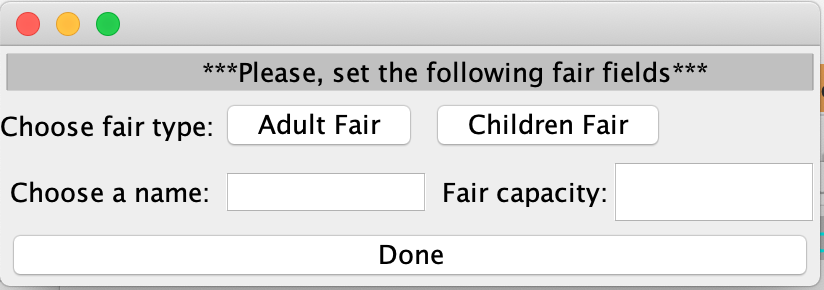 ***Please, set the following fair fields***
Choose fair type: Adult Fair Children Fair
Choose a name: Fair capacity:
Done